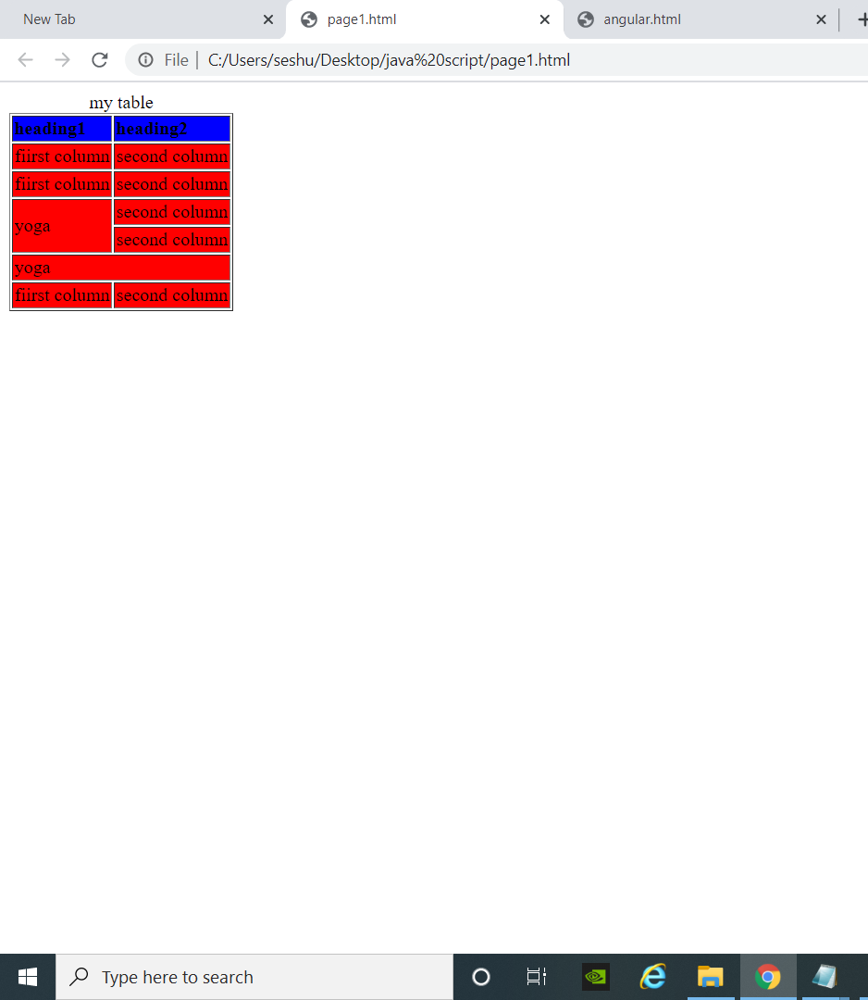 New Tab page1.html angular.html
File C:/Users/seshu/Desktop/java%20script/page1.html
my table
heading1 heading2
fiirst column second column
fiirst column second column
yoga second column
second column
yoga
fiirst column second column
Type here to search